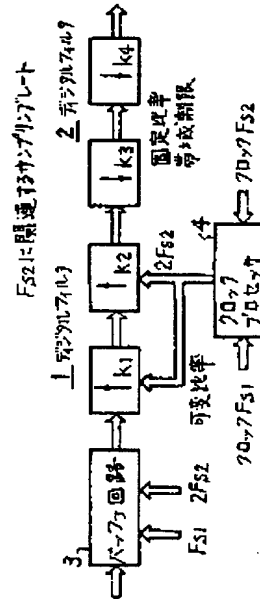 FS2に関連するサンプリングレート
1 ディジタルフィルタ
2 ディジタルフィルタ
3
バッファ回路
K1
K2
K3
K4
固定比率
帯域制限
可変比率
2FS2
FS1
2FS2
4
クロック
プロセッサ
クロックFS1
クロックFS2